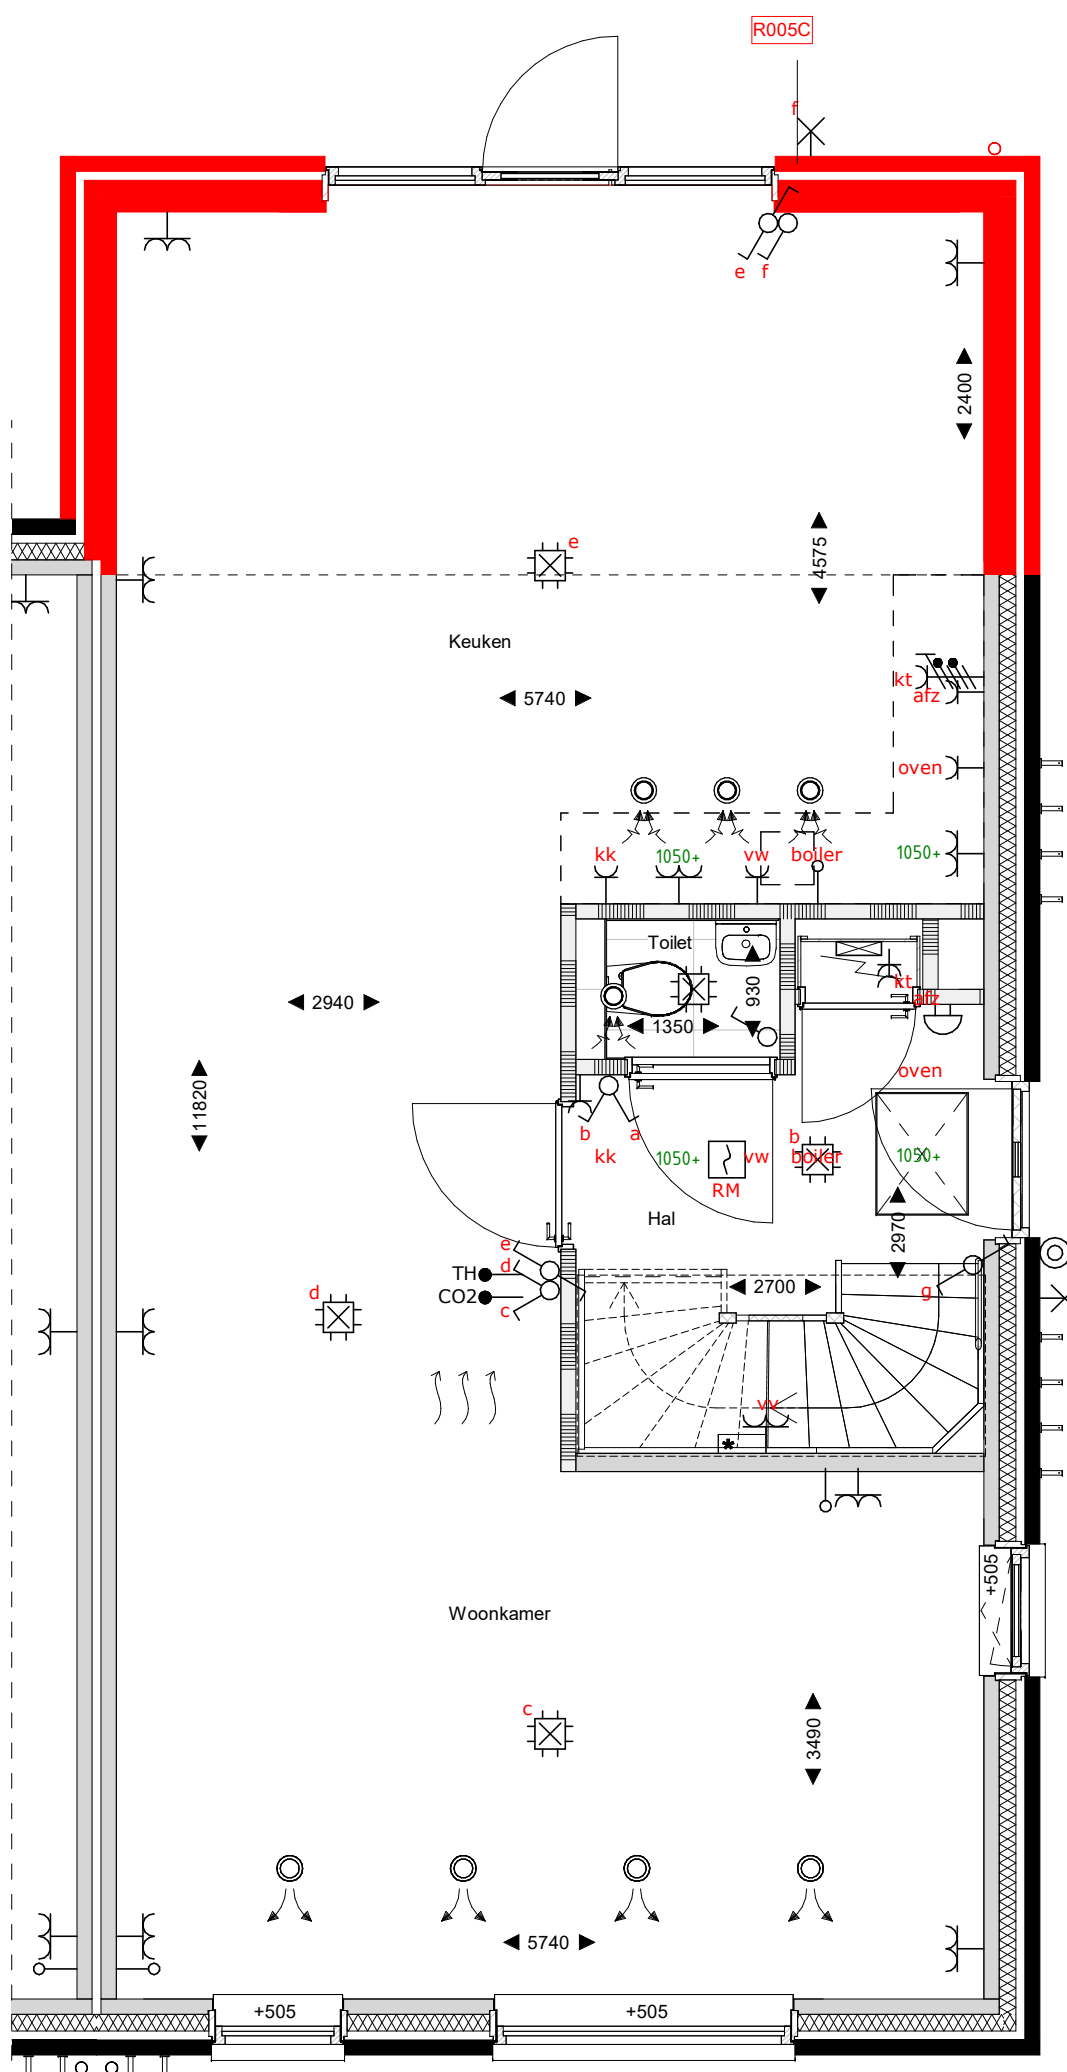 R005C
f
e f
2400
e
4575
Keuken
kt
afz
5740
oven
kk 1050+ vw boiler 1050+
Toilet
930
kt
afz
2940
1350
oven
11820
b a
b
kk 1050+ vw boiler 1050+
RM
Hal
2970
e
d
TH
CO2
c
d
2700
g
vv
*
+505
Woonkamer
c
3490
5740
+505 +505